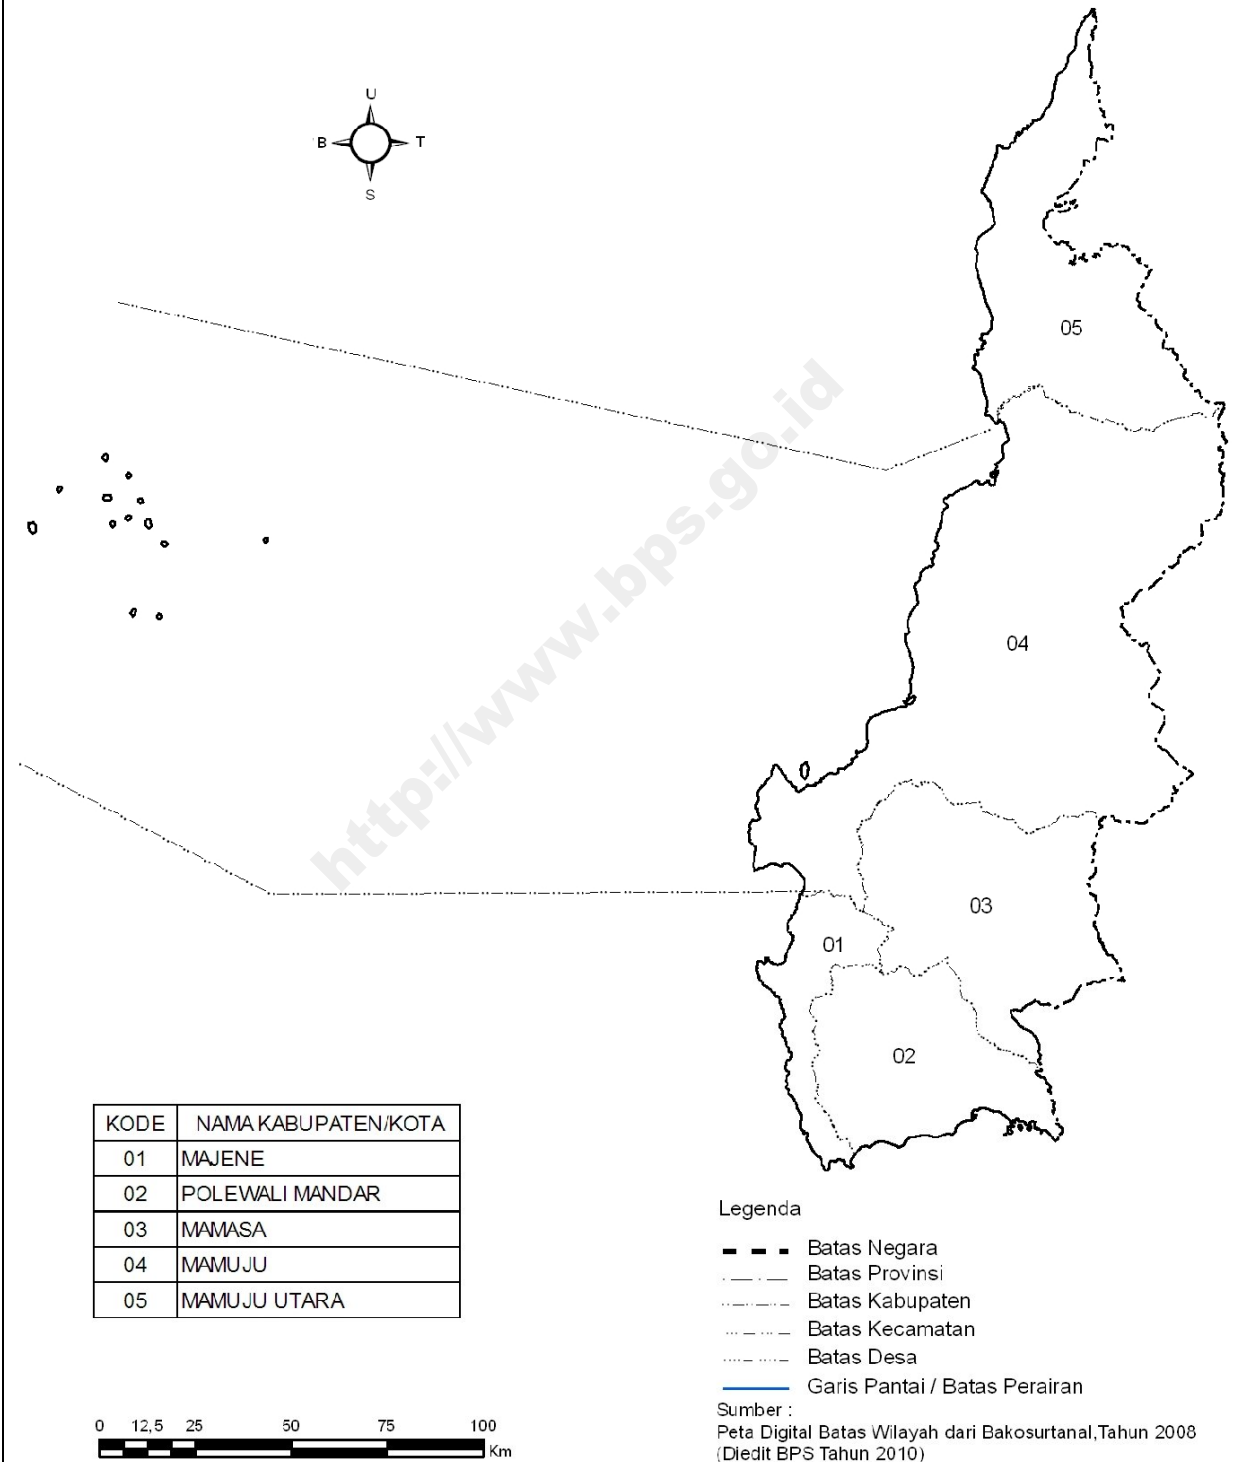 U
B T
S
05
http://www.bps.go.id
04
03
01
02
KODE NAMA KABUPATEN/KOTA
01 MAJENE
02 POLEWALI MANDAR
03 MAMASA
04 MAMUJU
05 MAMUJU UTARA
Legenda
Batas Negara
Batas Provinsi
Batas Kabupaten
Batas Kecamatan
Batas Desa
Garis Pantai / Batas Perairan
Sumber :
Peta Digital Batas Wilayah dari Bakosurtanal,Tahun 2008
(Diedit BPS Tahun 2010)
0 12,5 25 50 75 100
Km